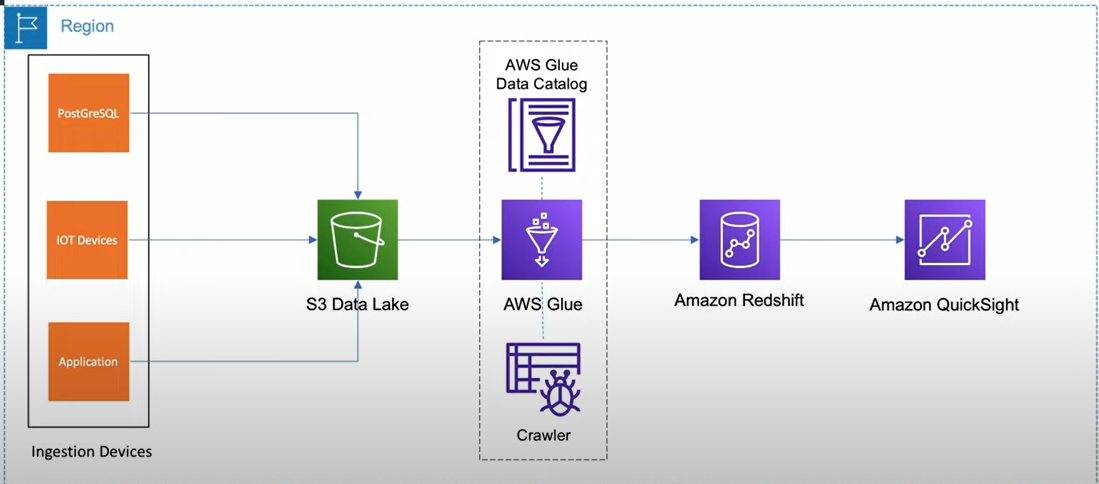 Region
PostGreSQL
IOT Devices
Application
Ingestion Devices
S3 Data Lake
AWS Glue
Data Catalog
AWS Glue
Crawler
Amazon Redshift
Amazon QuickSight